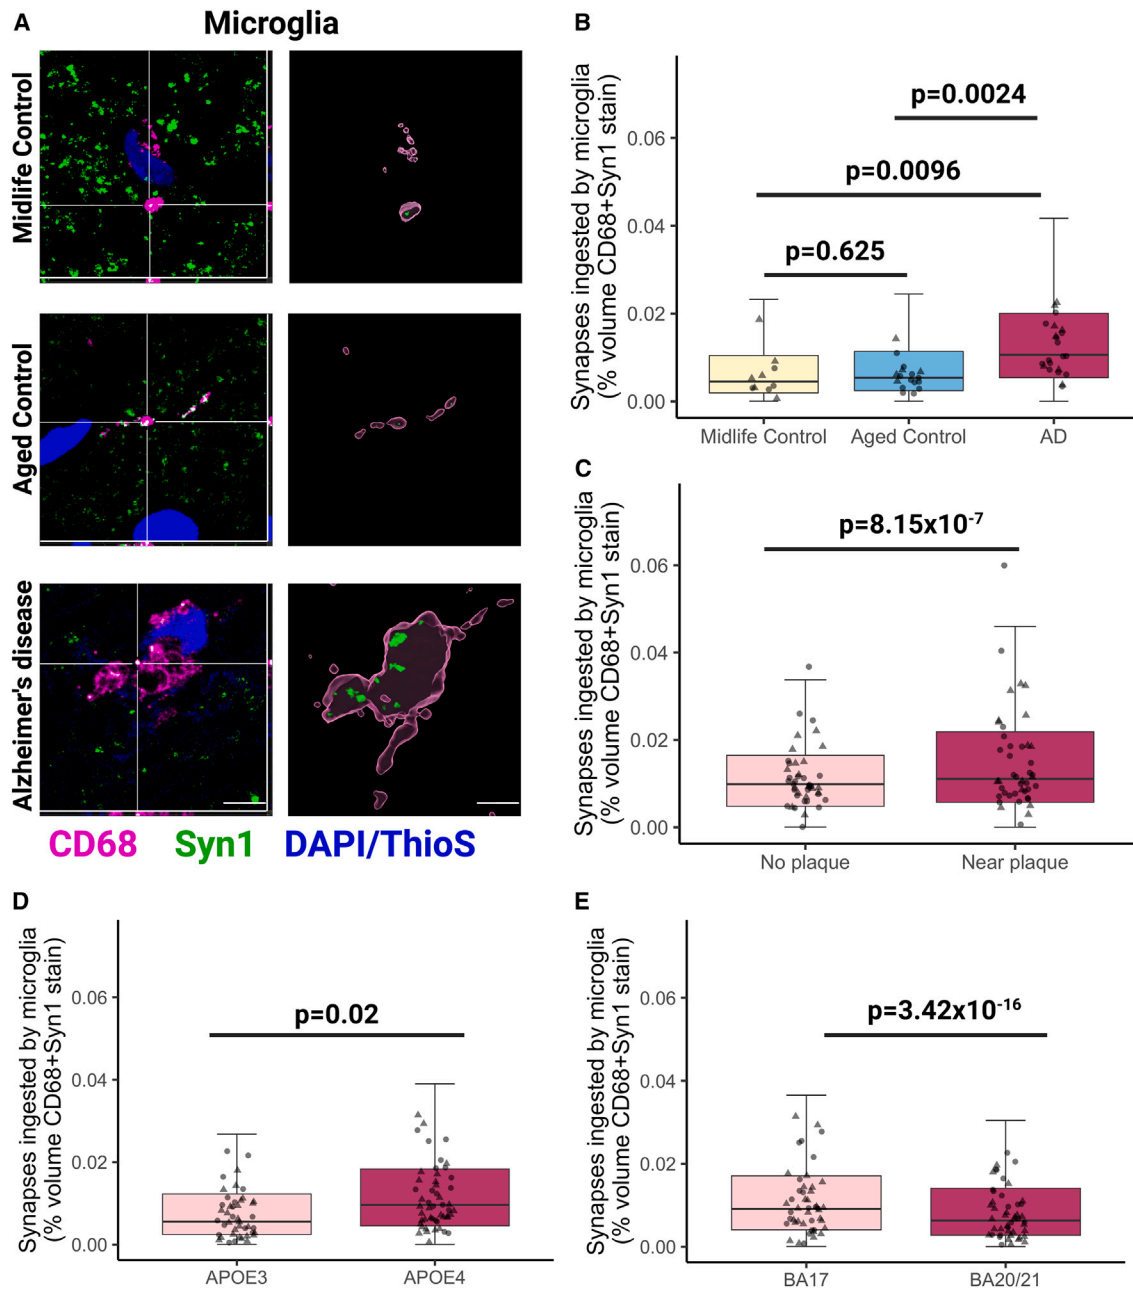 A
Microglia
Midlife Control
Aged Control
Alzheimer's disease
CD68 Syn1 DAPI/ThioS
B
Synapses ingested by microglia
(% volume CD68+Syn1 stain)
0.06
0.04
0.02
0.00
p=0.0024
p=0.0096
p=0.625
Midlife Control Aged Control AD
C
Synapses ingested by microglia
(% volume CD68+Syn1 stain)
0.06
0.04
0.02
0.00
p=8.15x10⁻⁷
No plaque Near plaque
D
Synapses ingested by microglia
(% volume CD68+Syn1 stain)
0.06
0.04
0.02
0.00
p=0.02
APOE3 APOE4
E
Synapses ingested by microglia
(% volume CD68+Syn1 stain)
0.06
0.04
0.02
0.00
p=3.42x10⁻¹⁶
BA17 BA20/21